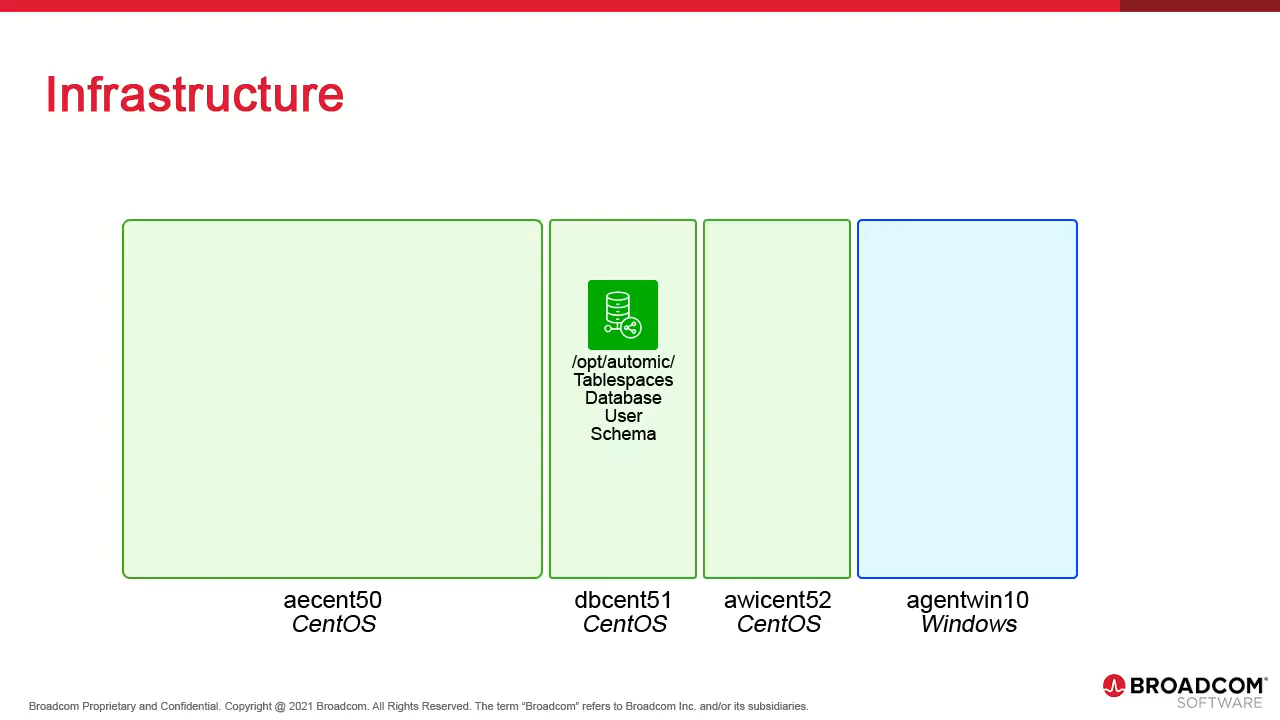 Infrastructure
/opt/automic/
Tablespaces
Database
User
Schema
aecent50
CentOS
dbcent51
CentOS
awicent52
CentOS
agentwin10
Windows
Broadcom Proprietary and Confidential. Copyright @ 2021 Broadcom. All Rights Reserved. The term “Broadcom” refers to Broadcom Inc. and/or its subsidiaries.
BROADCOM®
SOFTWARE